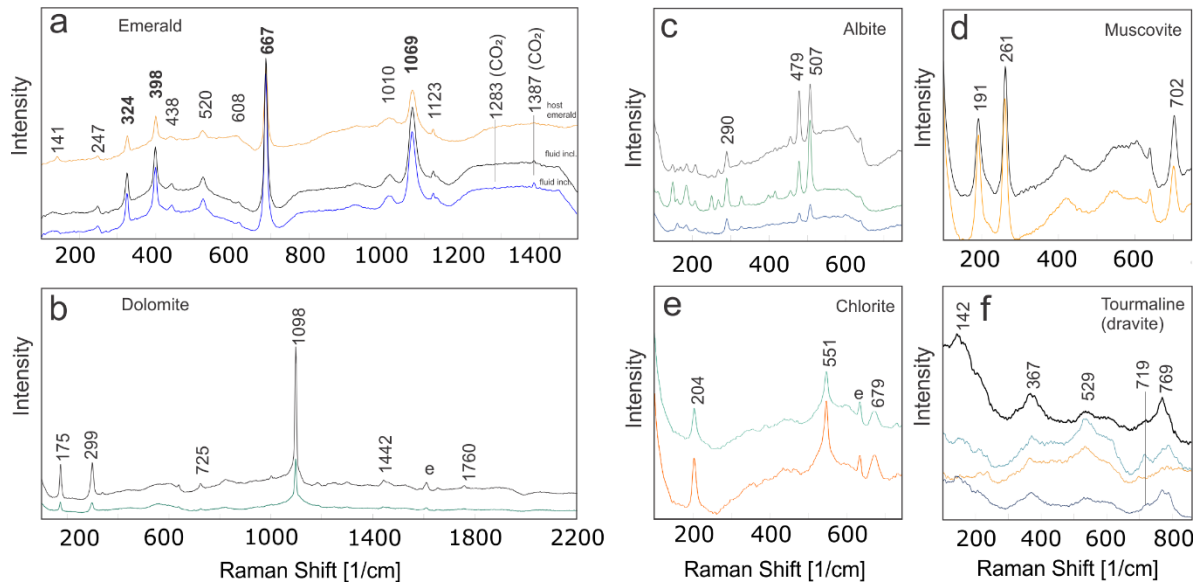 a
Emerald
Intensity
141
247
324
398
438
520
608
667
1010
1069
1123
1283 (CO₂)
1387 (CO₂)
host
emerald
fluid incl.
fluid incl.
200 400 600 800 1000 1200 1400
b
Dolomite
Intensity
175
299
725
1098
1442
e
1760
200 600 1000 1400 1800 2200
Raman Shift [1/cm]
c
Albite
Intensity
290
479
507
200 400 600
d
Muscovite
Intensity
191
261
702
200 400 600
e
Chlorite
Intensity
204
551
e
679
200 400 600
Raman Shift [1/cm]
f
Tourmaline
(dravite)
Intensity
142
367
529
719
769
200 400 600 800
Raman Shift [1/cm]